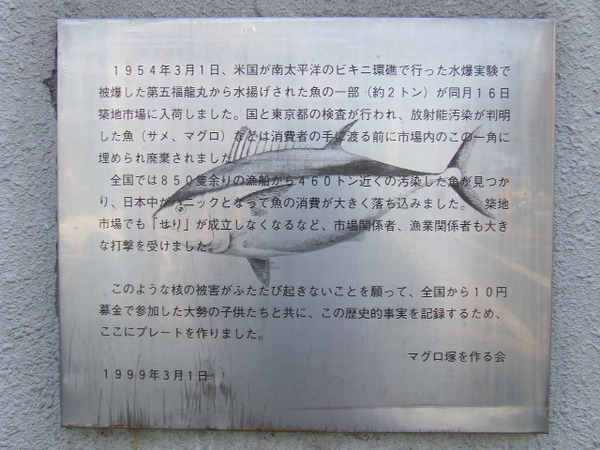 1954年3月1日、米国が南太平洋のビキニ環礁で行った水爆実験で
被爆した第五福龍丸から水揚げされた魚の一部（約2トン）が同月16日
築地市場に入荷しました。国と東京都の検査が行われ、放射能汚染が判明
した魚（サメ、マグロ）などは消費者の手に渡る前に市場内のこの一角に
埋められ廃棄されました。
全国では850隻余りの漁船から460トン近くの汚染した魚が見つか
り、日本中がパニックとなって魚の消費が大きく落ち込みました。 築地
市場でも「せり」が成立しなくなるなど、市場関係者、漁業関係者も大き
な打撃を受けました。
このような核の被害がふたたび起きないことを願って、全国から10円
募金で参加した大勢の子供たちと共に、この歴史的事実を記録するため、
ここにプレートを作りました。
マグロ塚を作る会
1999年3月1日